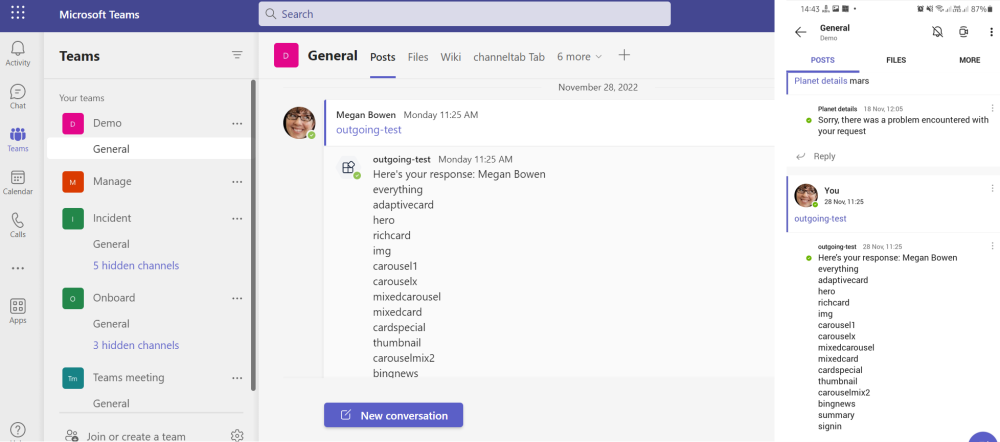 Microsoft Teams
Search
Activity
Chat
Teams
Calendar
Calls
Apps
Teams
Your teams
D Demo
General
M Manage
I Incident
General
5 hidden channels
O Onboard
General
3 hidden channels
Tm Teams meeting
General
Join or create a team
D General Posts Files Wiki channeltab Tab 6 more
November 28, 2022
Megan Bowen Monday 11:25 AM
outgoing-test
outgoing-test Monday 11:25 AM
Here's your response: Megan Bowen
everything
adaptivecard
hero
richcard
img
carousel1
carouselx
mixedcarousel
mixedcard
cardspecial
thumbnail
carouselmix2
bingnews
New conversation
14:43 87%
General
Demo
POSTS FILES MORE
Planet details mars
Planet details 18 Nov, 12:05
Sorry, there was a problem encountered with
your request
Reply
You
28 Nov, 11:25
outgoing-test
outgoing-test 28 Nov, 11:25
Here's your response: Megan Bowen
everything
adaptivecard
hero
richcard
img
carousel1
carouselx
mixedcarousel
mixedcard
cardspecial
thumbnail
carouselmix2
bingnews
summary
signin